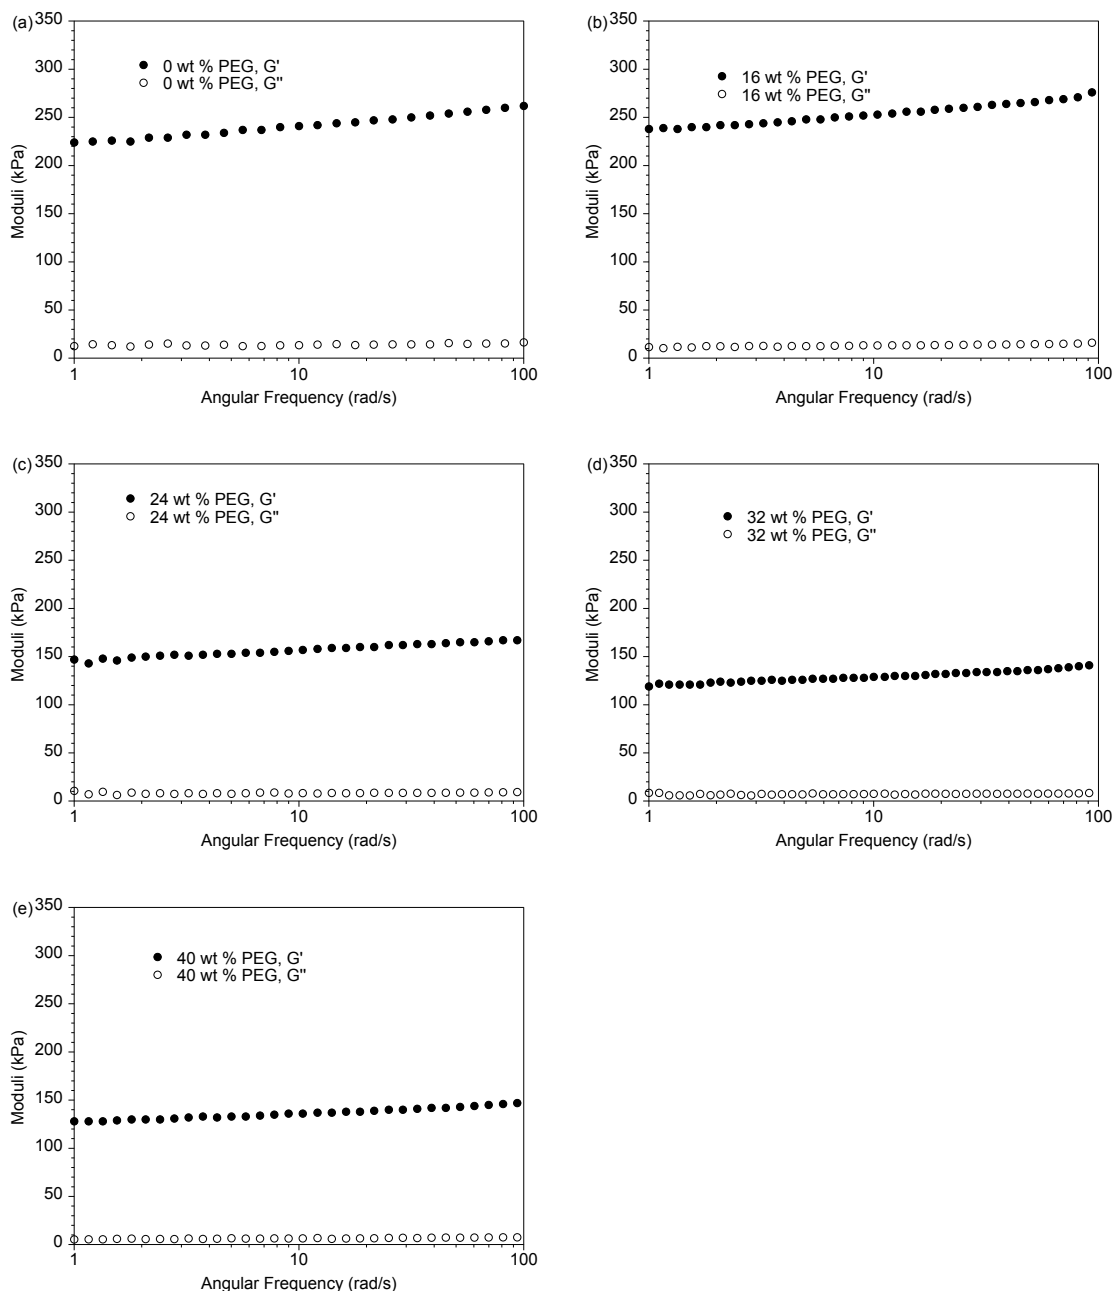 (a)
350
300
250
200
150
100
50
0
Moduli (kPa)
0 wt % PEG, G'
0 wt % PEG, G"
1
10
100
Angular Frequency (rad/s)
(b)
350
300
250
200
150
100
50
0
Moduli (kPa)
16 wt % PEG, G'
16 wt % PEG, G"
1
10
100
Angular Frequency (rad/s)
(c)
350
300
250
200
150
100
50
0
Moduli (kPa)
24 wt % PEG, G'
24 wt % PEG, G"
1
10
100
Angular Frequency (rad/s)
(d)
350
300
250
200
150
100
50
0
Moduli (kPa)
32 wt % PEG, G'
32 wt % PEG, G"
1
10
100
Angular Frequency (rad/s)
(e)
350
300
250
200
150
100
50
0
Moduli (kPa)
40 wt % PEG, G'
40 wt % PEG, G"
1
10
100
Angular Frequency (rad/s)